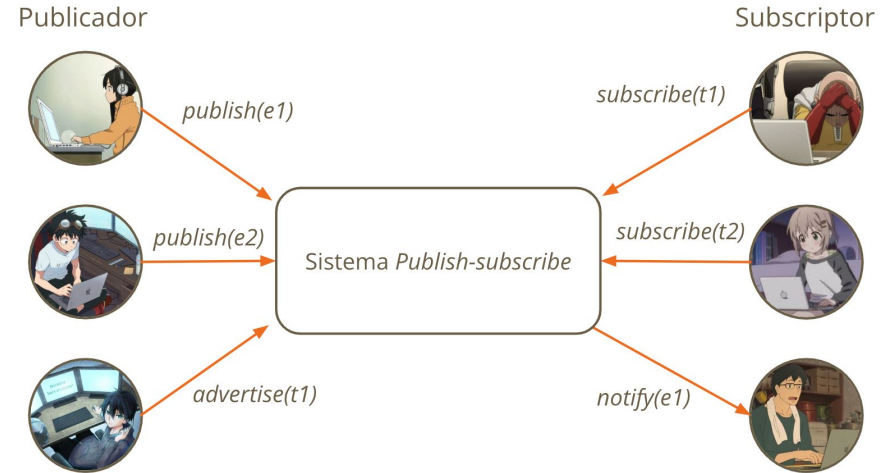 Publicador
Subscriptor
publish(e1)
subscribe(t1)
publish(e2)
subscribe(t2)
Sistema Publish-subscribe
advertise(t1)
notify(e1)